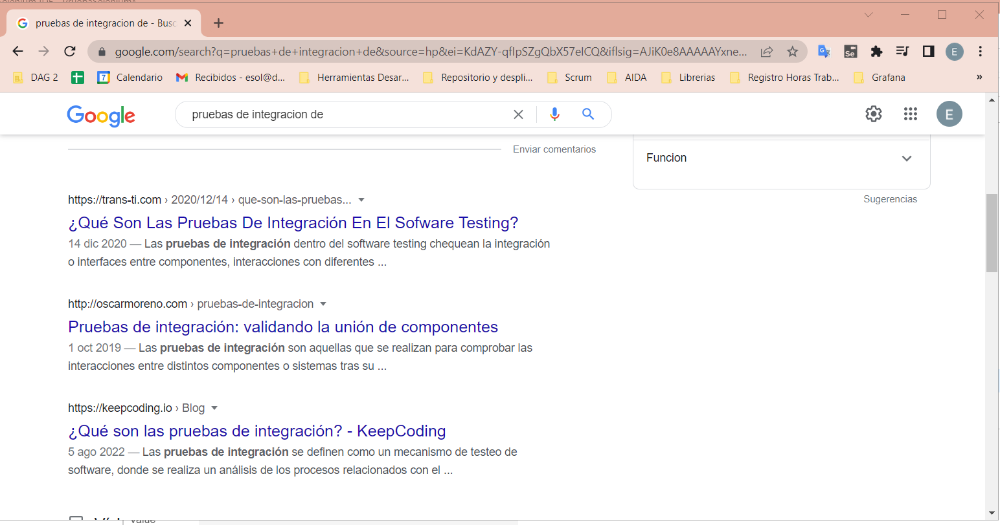 pruebas de integracion de - Busc
google.com/search?q=pruebas+de+integracion+de&source=hp&ei=KdAZY-qfIpSZgQbX57eICQ&iflsig=AJiK0e8AAAAAYxne...
Se
E
DAG 2
7
Calendario
Recibidos - esol@d...
Herramientas Desar...
Repositorio y despli...
Scrum
AIDA
Librerias
Registro Horas Trab...
Grafana
»
Google
pruebas de integracion de
E
Enviar comentarios
Funcion
Sugerencias
https://trans-ti.com › 2020/12/14 › que-son-las-pruebas...
¿Qué Son Las Pruebas De Integración En El Sofware Testing?
14 dic 2020 — Las pruebas de integración dentro del software testing chequean la integración
o interfaces entre componentes, interacciones con diferentes ...
http://oscarmoreno.com › pruebas-de-integracion
Pruebas de integración: validando la unión de componentes
1 oct 2019 — Las pruebas de integración son aquellas que se realizan para comprobar las
interacciones entre distintos componentes o sistemas tras su ...
https://keepcoding.io › Blog
¿Qué son las pruebas de integración? - KeepCoding
5 ago 2022 — Las pruebas de integración se definen como un mecanismo de testeo de
software, donde se realiza un análisis de los procesos relacionados con el ...